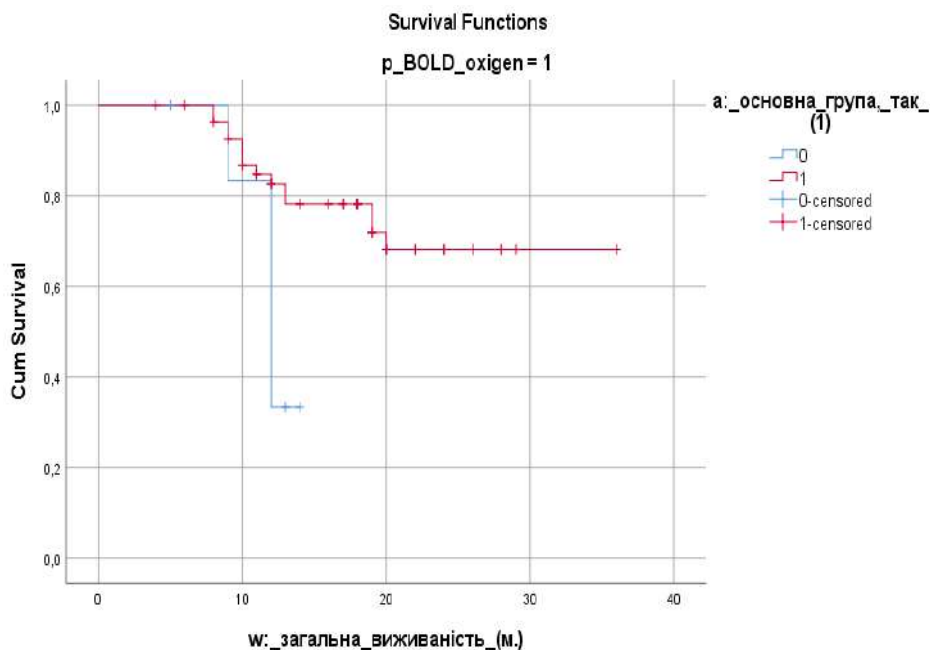 Survival Functions
p_BOLD_oxigen = 1
a:_основна_група,_так_
(1)
0
1
0-censored
1-censored
Cum Survival
1,0
0,8
0,6
0,4
0,2
0,0
0
10
20
30
40
w:_загальна_виживаність_(м.)